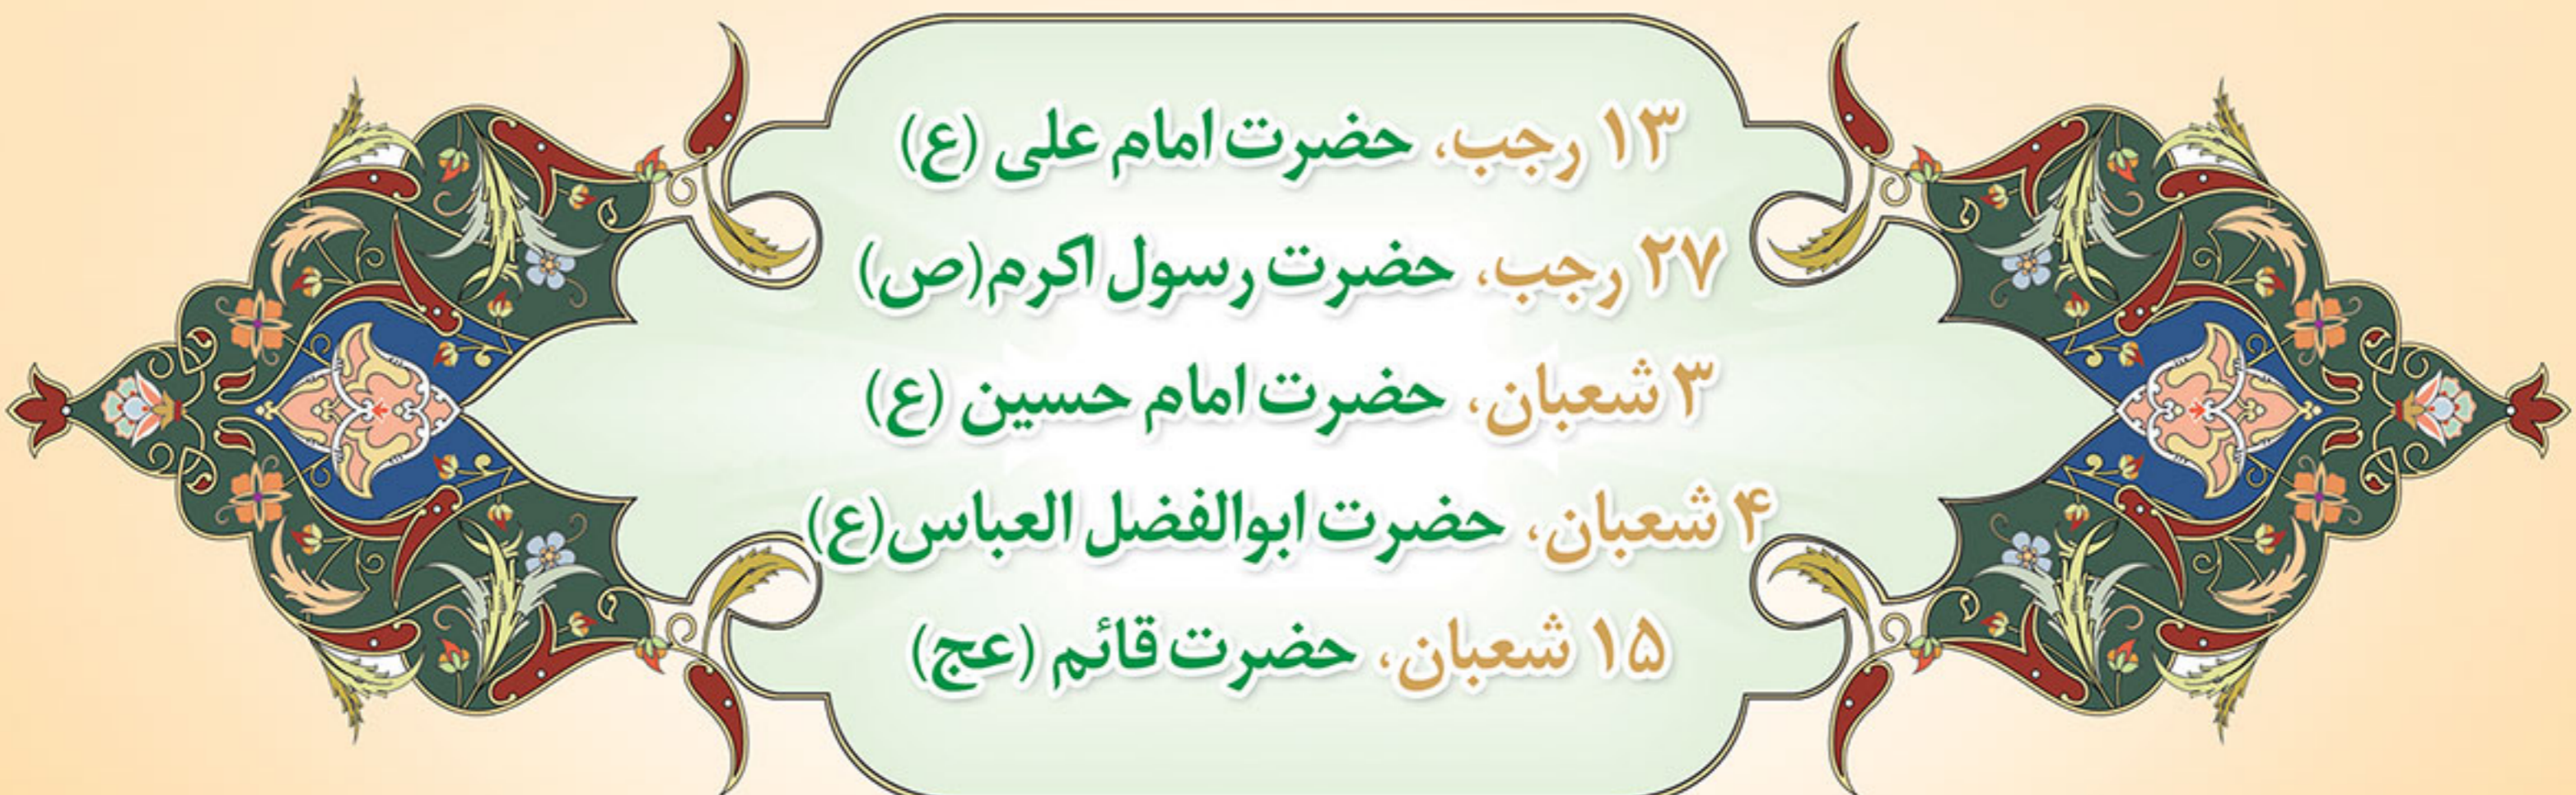 ۱۳ رجب، حضرت امام علی (ع)
۲۷ رجب، حضرت رسول اکرم(ص)
۳ شعبان، حضرت امام حسین (ع)
۴ شعبان، حضرت ابوالفضل العباس(ع)
۱۵ شعبان، حضرت قائم (عج)